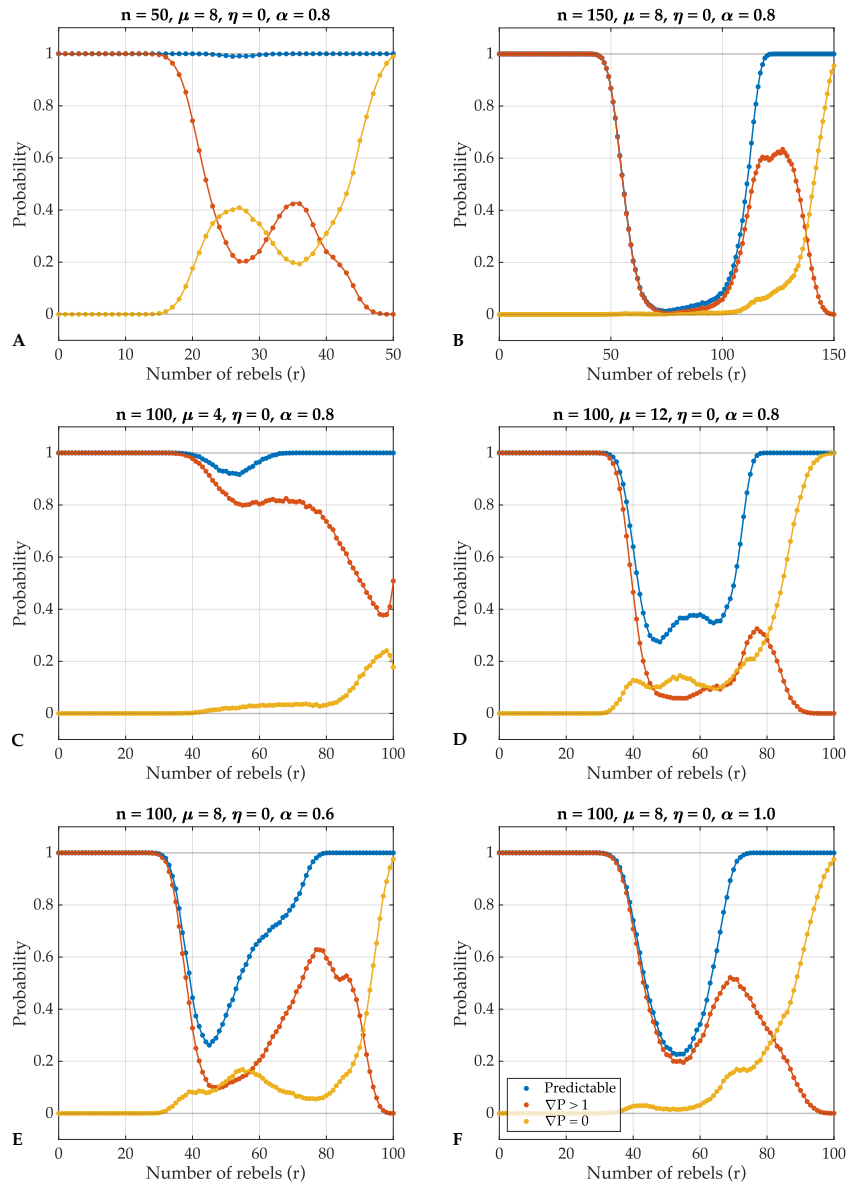 n = 50, μ = 8, η = 0, α = 0.8
Probability
1
0.8
0.6
0.4
0.2
0
0 10 20 30 40 50
Number of rebels (r)
A
n = 150, μ = 8, η = 0, α = 0.8
Probability
1
0.8
0.6
0.4
0.2
0
0 50 100 150
Number of rebels (r)
B
n = 100, μ = 4, η = 0, α = 0.8
Probability
1
0.8
0.6
0.4
0.2
0
0 20 40 60 80 100
Number of rebels (r)
C
n = 100, μ = 12, η = 0, α = 0.8
Probability
1
0.8
0.6
0.4
0.2
0
0 20 40 60 80 100
Number of rebels (r)
D
n = 100, μ = 8, η = 0, α = 0.6
Probability
1
0.8
0.6
0.4
0.2
0
0 20 40 60 80 100
Number of rebels (r)
E
n = 100, μ = 8, η = 0, α = 1.0
Probability
1
0.8
0.6
0.4
0.2
0
Predictable
∇P > 1
∇P = 0
0 20 40 60 80 100
Number of rebels (r)
F